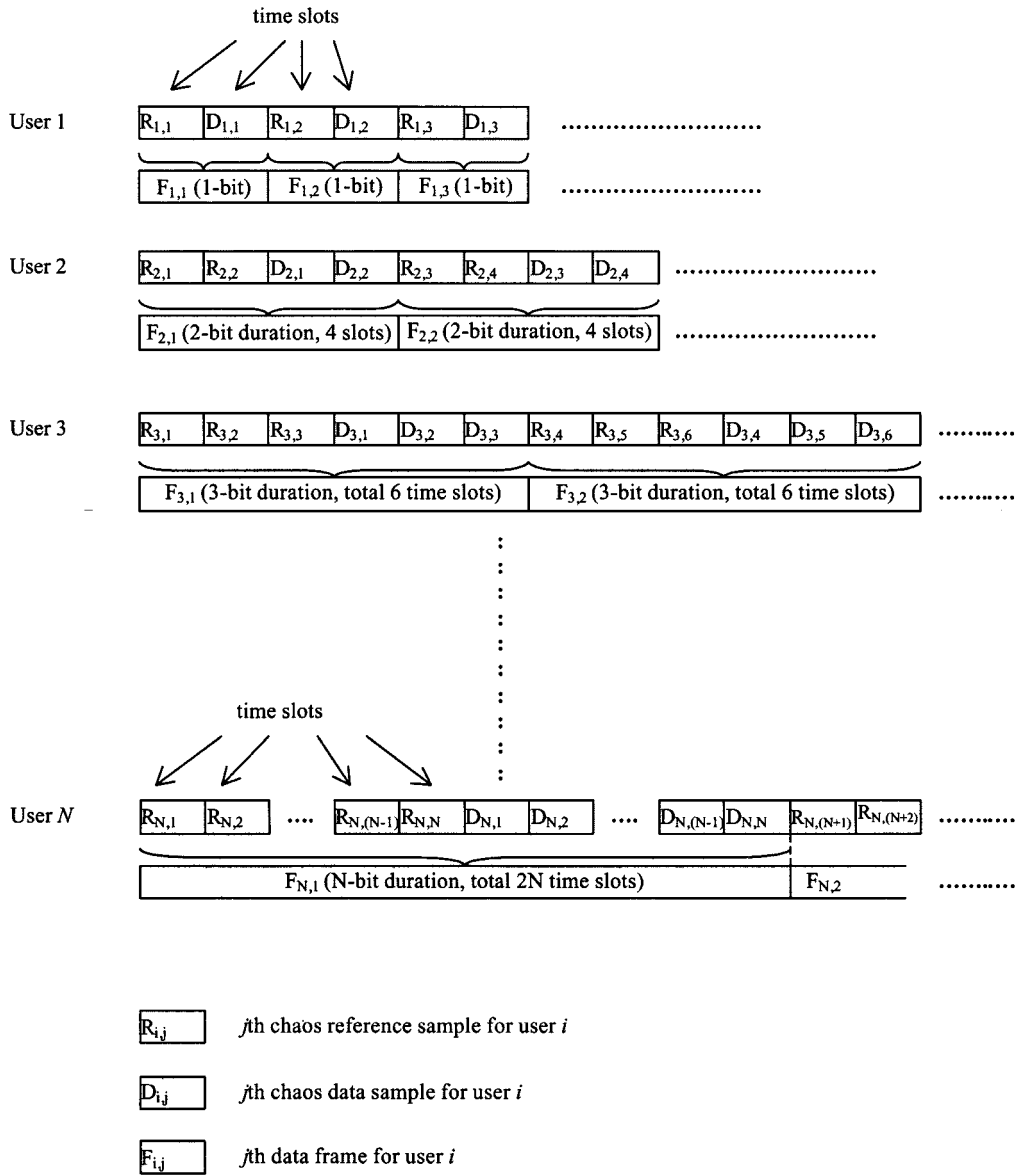 time slots
User 1
R1,1 D1,1 R1,2 D1,2 R1,3 D1,3 ..........................
F1,1 (1-bit) F1,2 (1-bit) F1,3 (1-bit) ..........................
User 2
R2,1 R2,2 D2,1 D2,2 R2,3 R2,4 D2,3 D2,4 ..........................
F2,1 (2-bit duration, 4 slots) F2,2 (2-bit duration, 4 slots) ..........................
User 3
R3,1 R3,2 R3,3 D3,1 D3,2 D3,3 R3,4 R3,5 R3,6 D3,4 D3,5 D3,6 ...........
F3,1 (3-bit duration, total 6 time slots) F3,2 (3-bit duration, total 6 time slots) ...........
time slots
User N
RN,1 RN,2 .... RN,(N-1) RN,N DN,1 DN,2 .... DN,(N-1) DN,N RN,(N+1) RN,(N+2) ...........
FN,1 (N-bit duration, total 2N time slots) FN,2 ...........
Ri,j jth chaos reference sample for user i
Di,j jth chaos data sample for user i
Fi,j jth data frame for user i